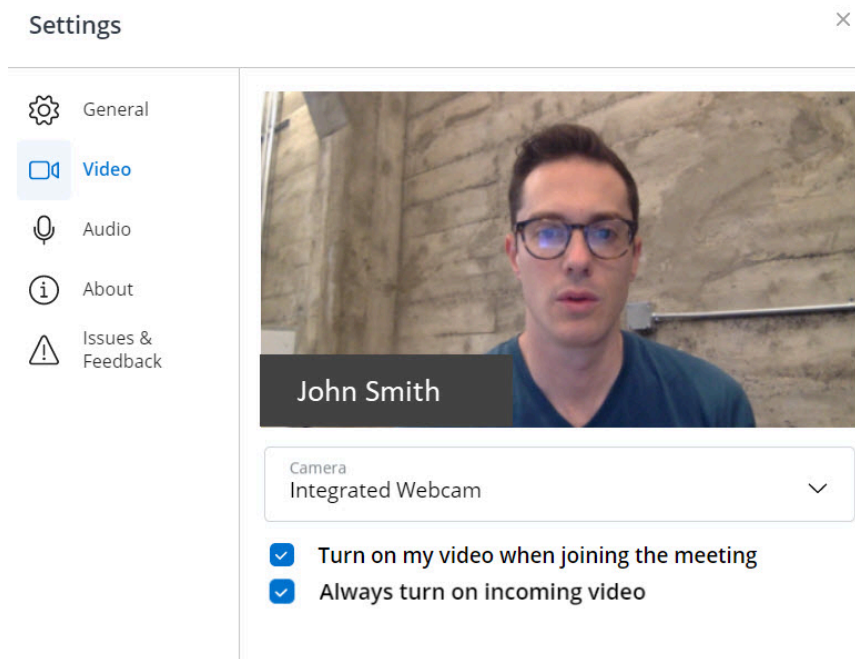 Settings
General
Video
Audio
About
Issues &
Feedback
John Smith
Camera
Integrated Webcam
Turn on my video when joining the meeting
Always turn on incoming video